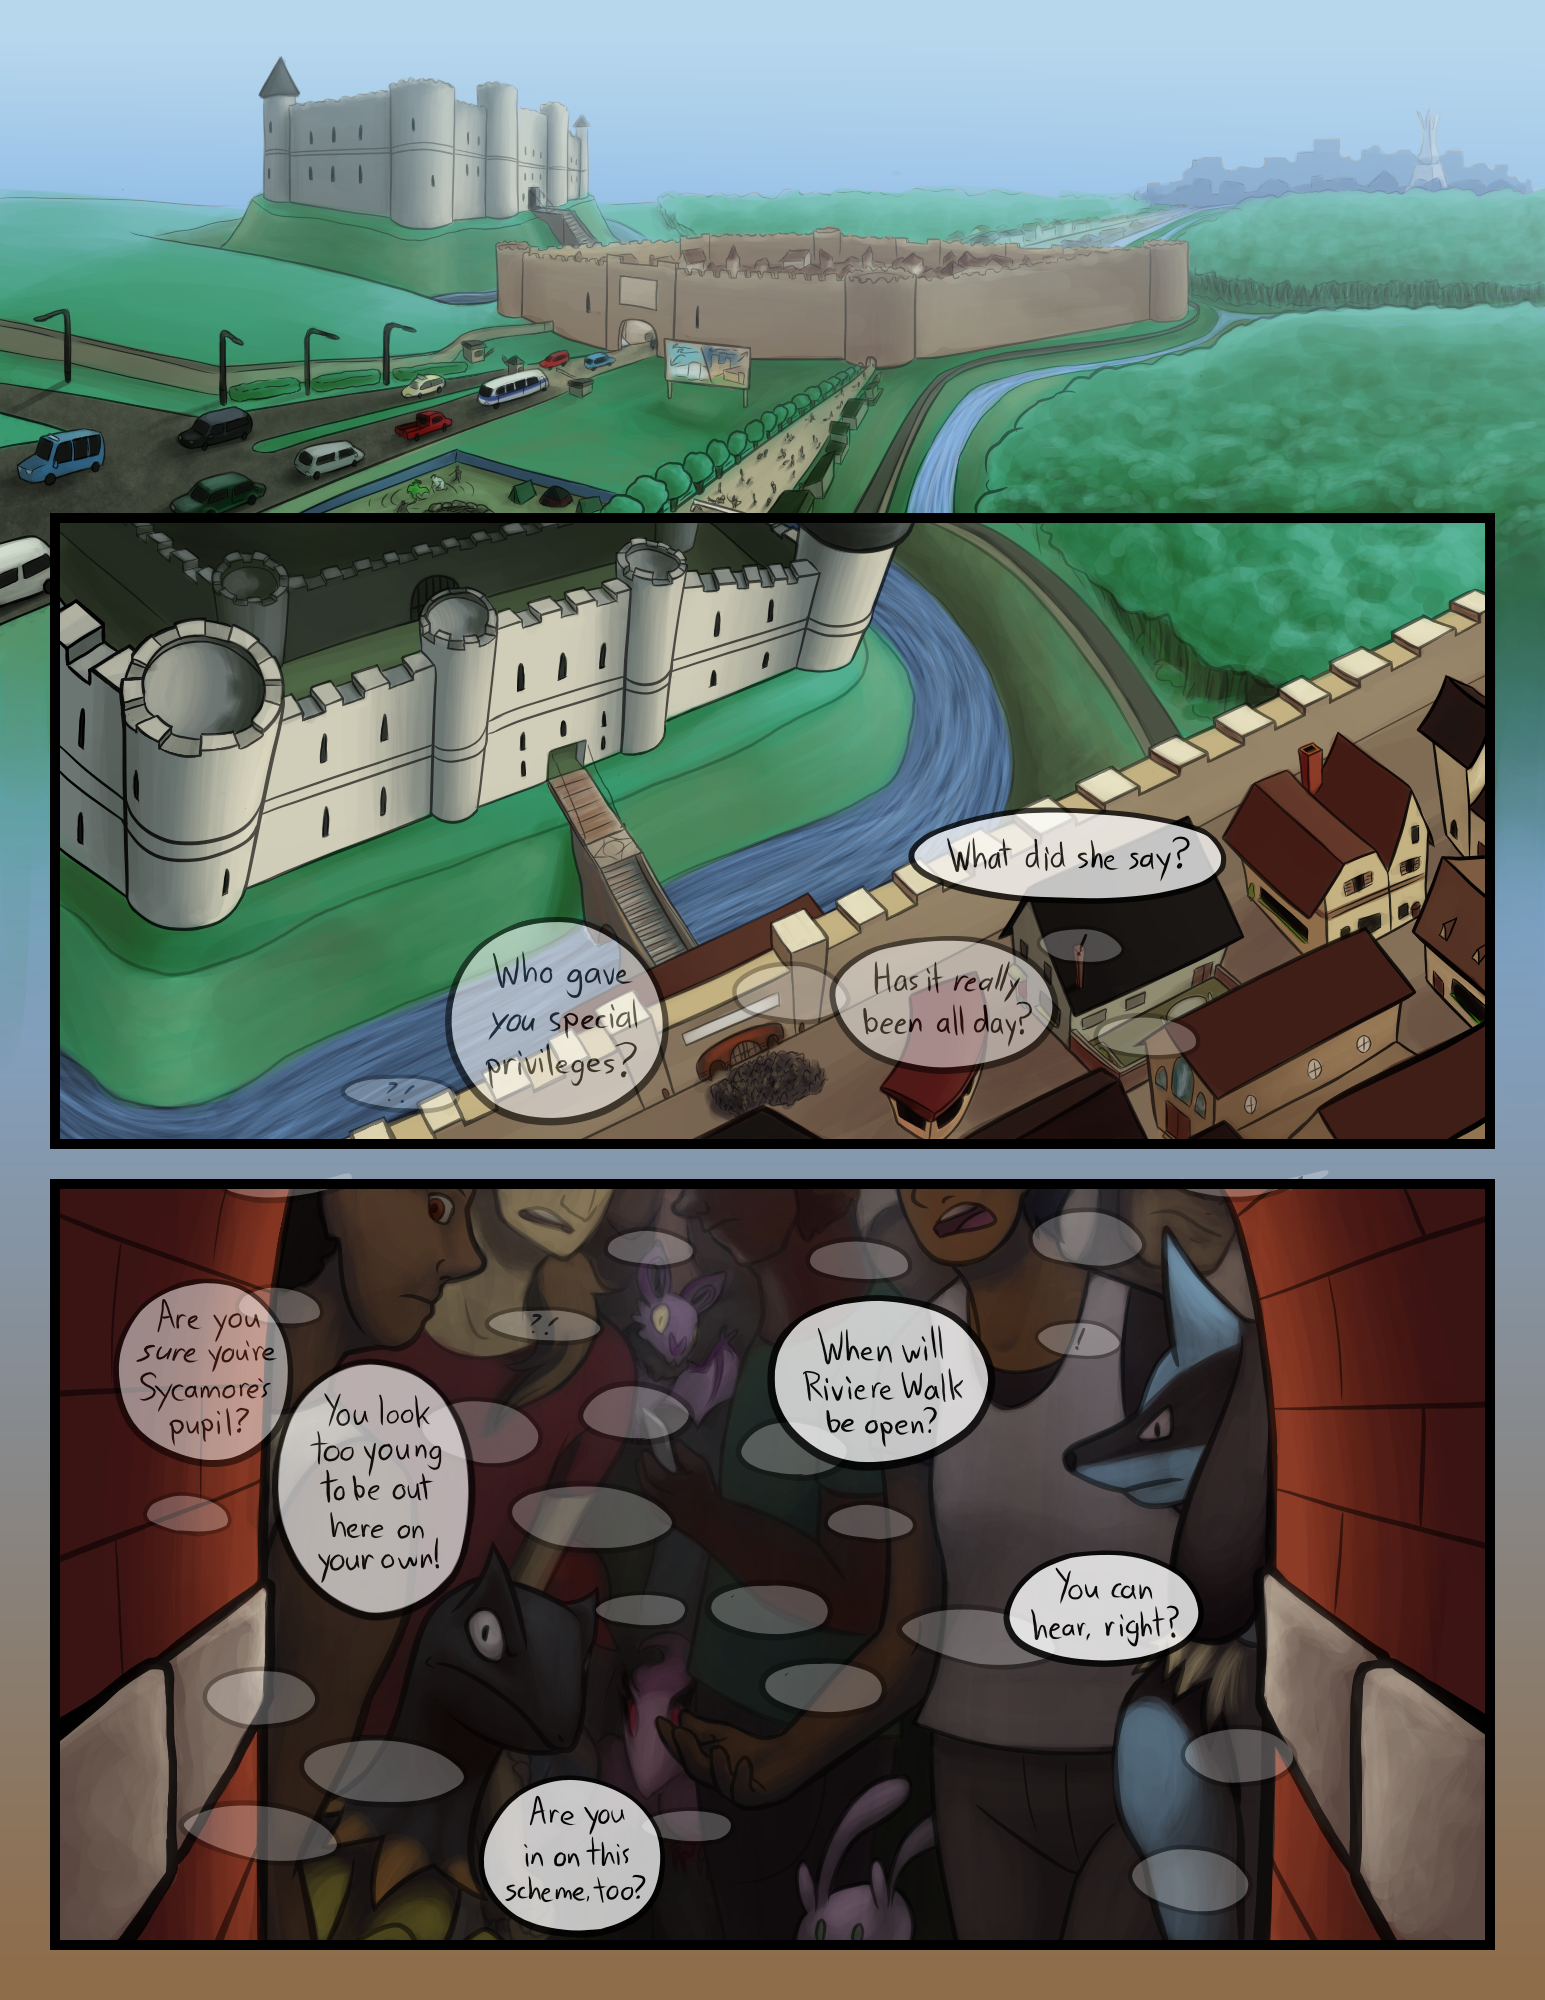 What did she say?
Who gave
you special
privileges?
Has it really
been all day?
?!
Are you
sure you're
Sycamore's
pupil?
You look
too young
to be out
here on
your own!
?!
When will
Riviere Walk
be open?
!
You can
hear, right?
Are you
in on this
scheme, too?